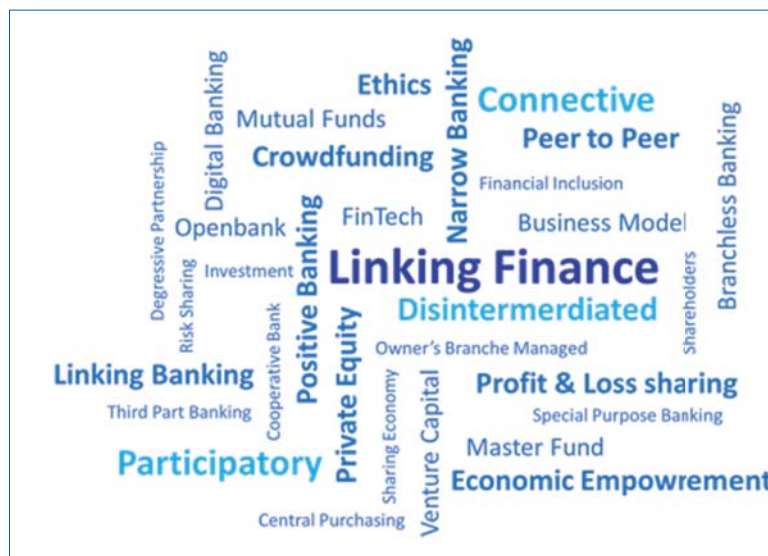 Ethics
Connective
Digital Banking
Mutual Funds
Narrow Banking
Peer to Peer
Branchless Banking
Crowdfunding
Degressive Partnership
Financial Inclusion
Openbank
FinTech
Business Model
Positive Banking
Risk Sharing
Investment
Linking Finance
Shareholders
Disintermerdiated
Cooperative Bank
Private Equity
Owner's Branche Managed
Linking Banking
Sharing Economy
Venture Capital
Profit & Loss sharing
Third Part Banking
Special Purpose Banking
Participatory
Master Fund
Economic Empowrement
Central Purchasing